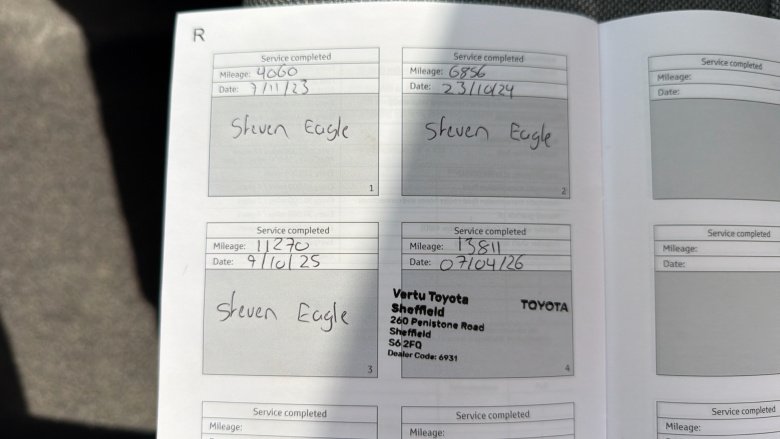 R
Service completed
Mileage: 4060
Date: 7/11/23
Steven Eagle
1
Service completed
Mileage: 6856
Date: 23/10/24
Steven Eagle
2
Service completed
Mileage:
Date:
Service completed
Mileage: 11270
Date: 9/10/25
Steven Eagle
3
Service completed
Mileage: 13811
Date: 07/04/26
Vertu Toyota
Sheffield
260 Penistone Road
Sheffield
S6 2FQ
Dealer Code: 6931
TOYOTA
4
Service completed
Mileage:
Date:
Service completed
Mileage:
Service completed
Mileage:
Service completed
Mileage: